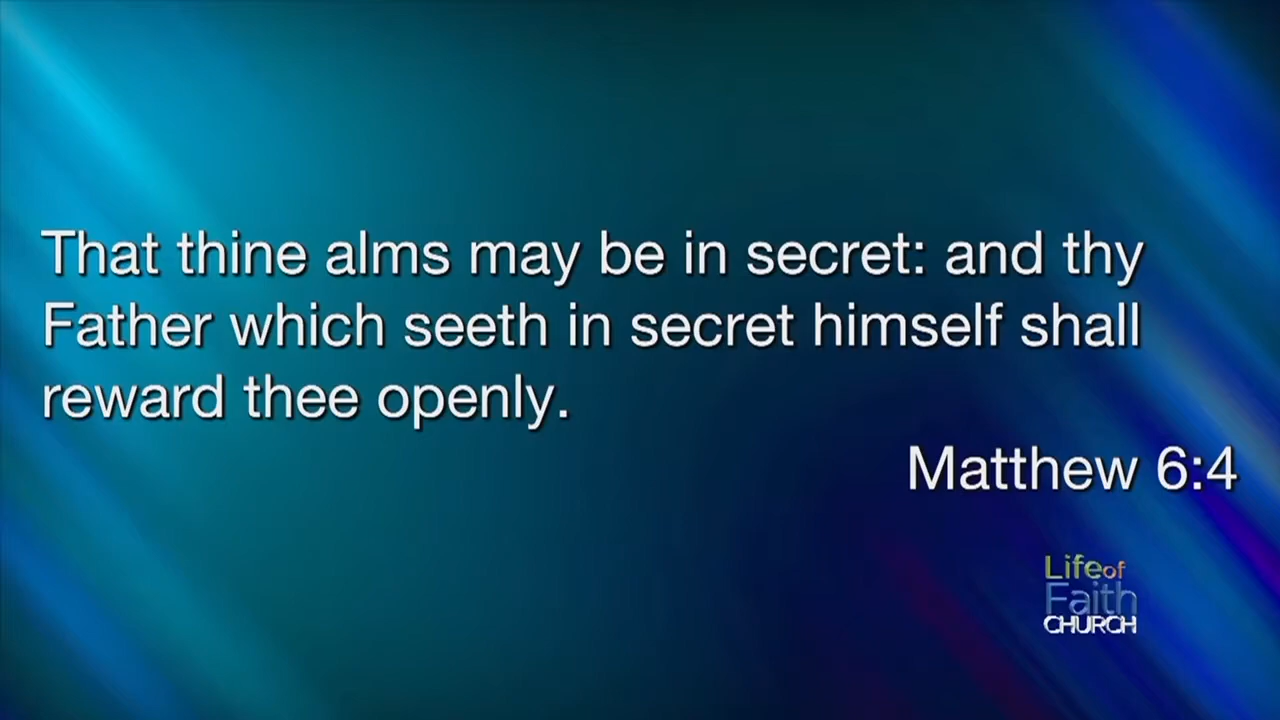 That thine alms may be in secret: and thy
Father which seeth in secret himself shall
reward thee openly.
Matthew 6:4
Life of
Faith
CHURCH